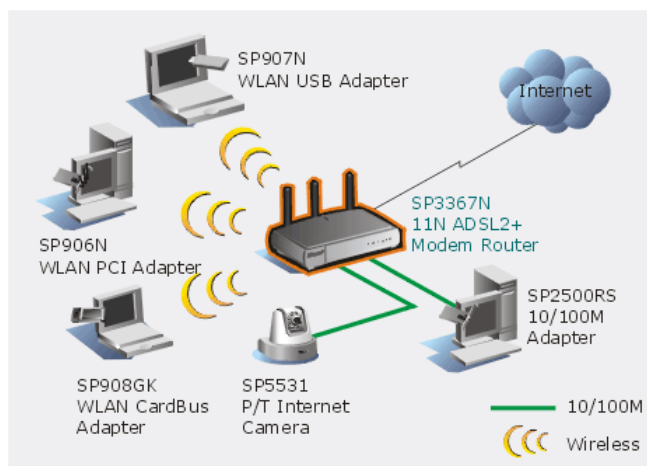 SP907N
WLAN USB Adapter
Internet
SP906N
WLAN PCI Adapter
SP3367N
11N ADSL2+
Modem Router
SP2500RS
10/100M
Adapter
SP908GK
WLAN CardBus
Adapter
SP5531
P/T Internet
Camera
10/100M
Wireless